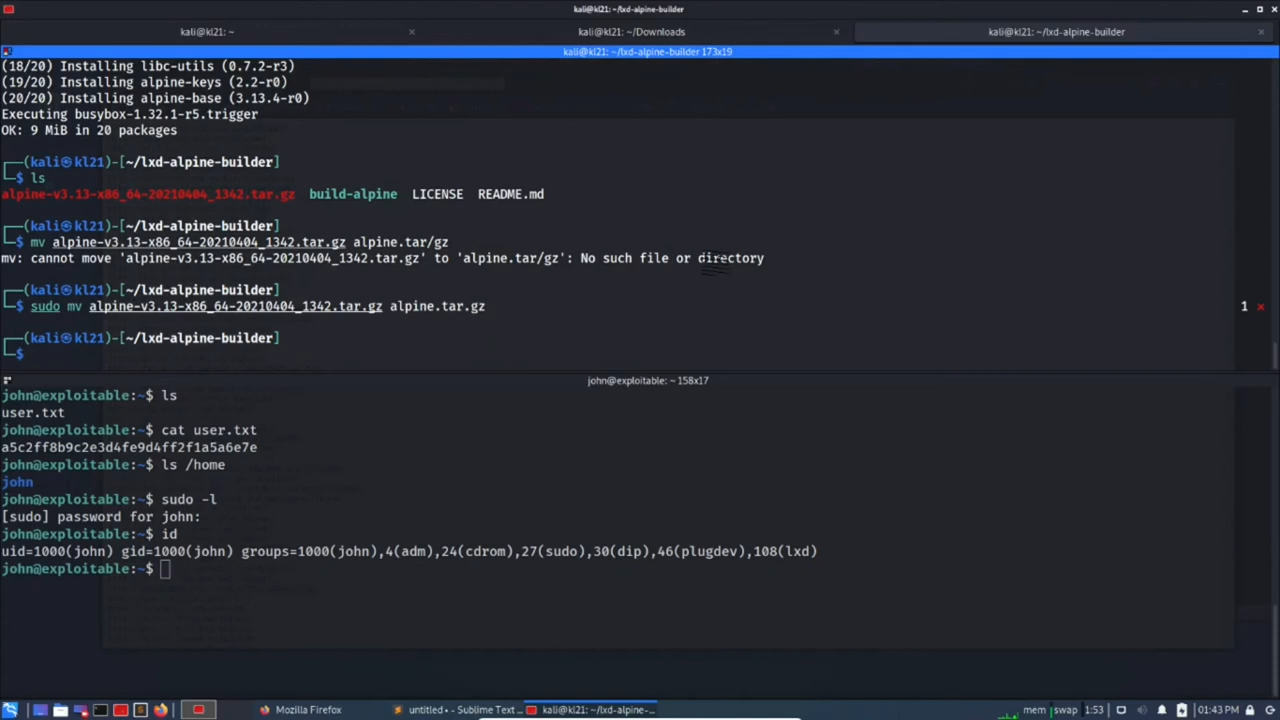 kali@kl21: ~/lxd-alpine-builder
kali@kl21: ~ × kali@kl21: ~/Downloads × kali@kl21: ~/lxd-alpine-builder ×
kali@kl21: ~/lxd-alpine-builder 173x19
(18/20) Installing libc-utils (0.7.2-r3)
(19/20) Installing alpine-keys (2.2-r0)
(20/20) Installing alpine-base (3.13.4-r0)
Executing busybox-1.32.1-r5.trigger
OK: 9 MiB in 20 packages
┌──(kali㉿kl21)-[~/lxd-alpine-builder]
└─$ ls
alpine-v3.13-x86_64-20210404_1342.tar.gz build-alpine LICENSE README.md
┌──(kali㉿kl21)-[~/lxd-alpine-builder]
└─$ mv alpine-v3.13-x86_64-20210404_1342.tar.gz alpine.tar/gz
mv: cannot move 'alpine-v3.13-x86_64-20210404_1342.tar.gz' to 'alpine.tar/gz': No such file or directory
┌──(kali㉿kl21)-[~/lxd-alpine-builder]
└─$ sudo mv alpine-v3.13-x86_64-20210404_1342.tar.gz alpine.tar.gz 1 ×
┌──(kali㉿kl21)-[~/lxd-alpine-builder]
└─$
john@exploitable: ~ 158x17
john@exploitable:~$ ls
user.txt
john@exploitable:~$ cat user.txt
a5c2ff8b9c2e3d4fe9d4ff2f1a5a6e7e
john@exploitable:~$ ls /home
john
john@exploitable:~$ sudo -l
[sudo] password for john:
john@exploitable:~$ id
uid=1000(john) gid=1000(john) groups=1000(john),4(adm),24(cdrom),27(sudo),30(dip),46(plugdev),108(lxd)
john@exploitable:~$
Mozilla Firefox untitled • - Sublime Text ... kali@kl21: ~/lxd-alpine-... mem swap 1:53 01:43 PM